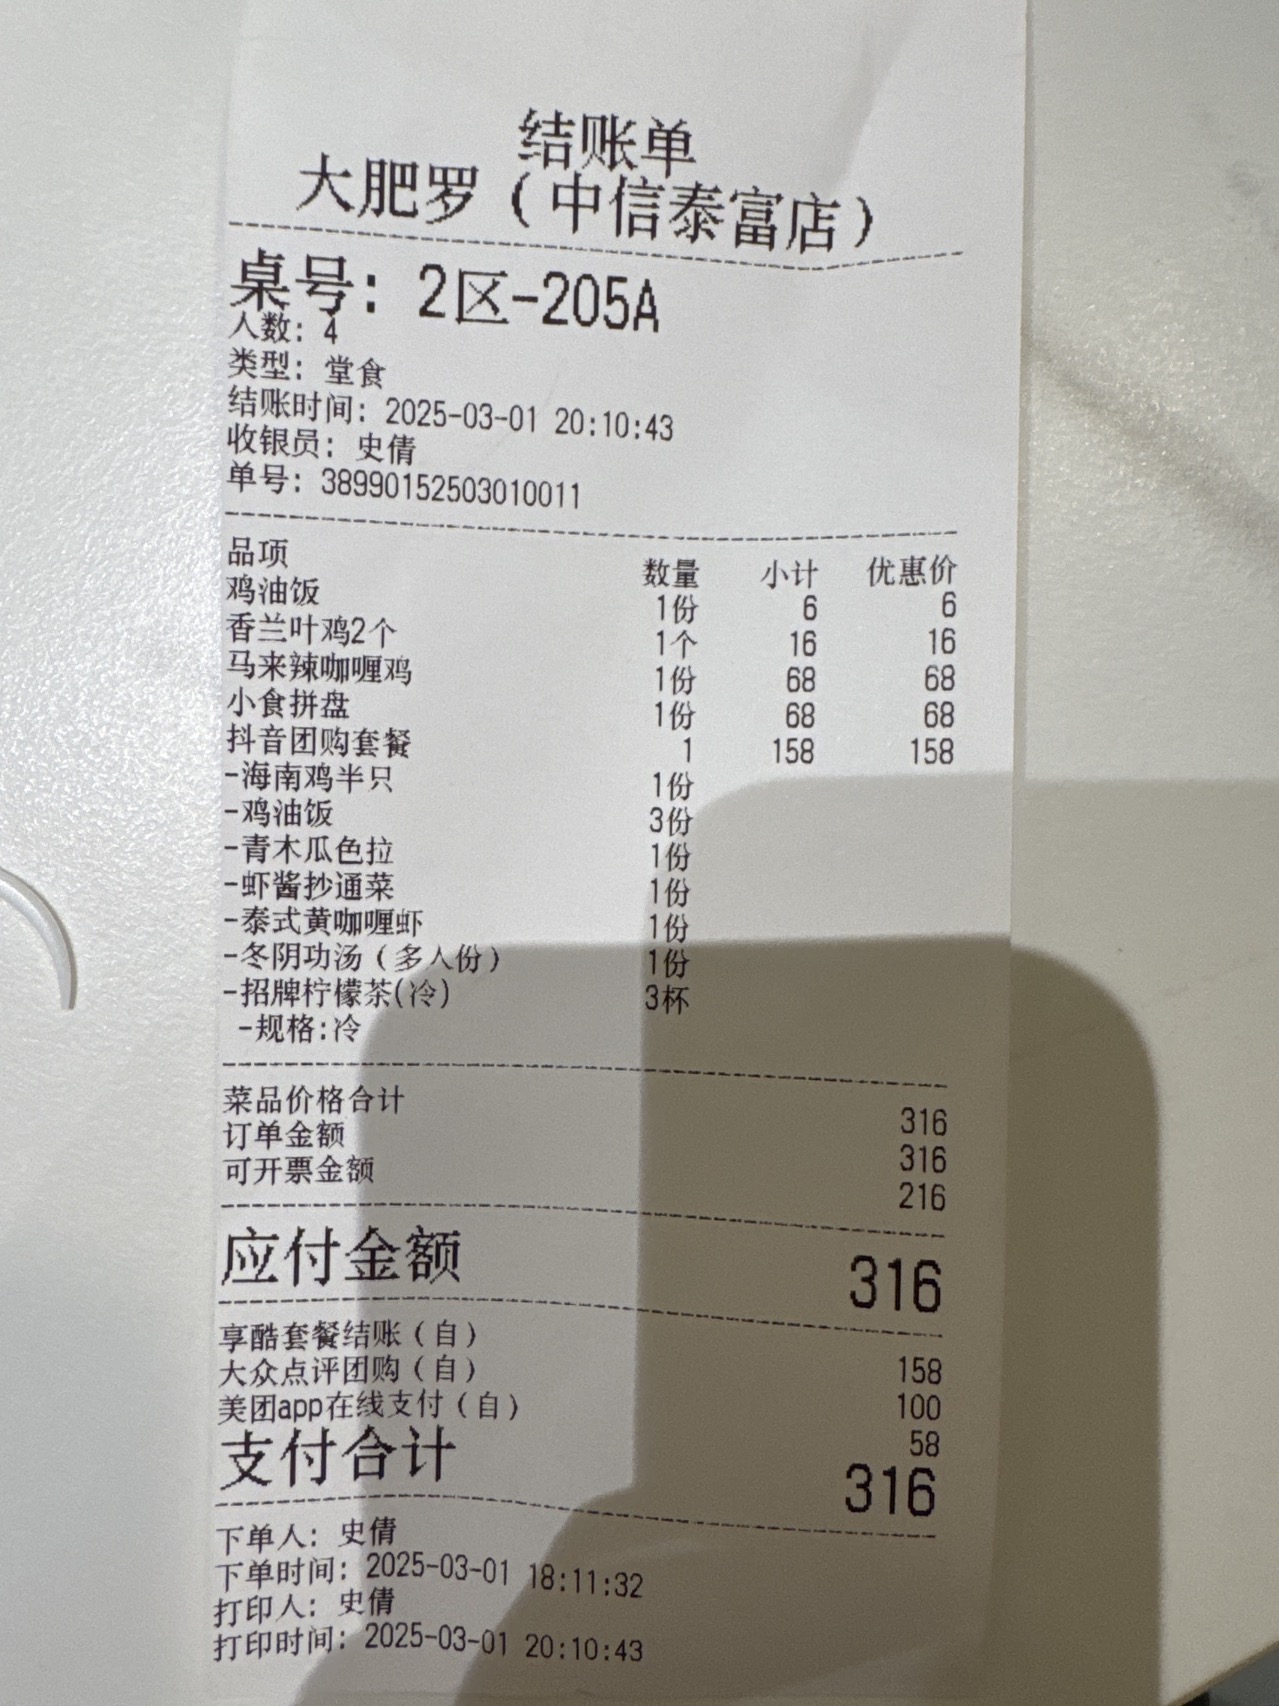 结账单
大肥罗（中信泰富店）
桌号：2区-205A
人数：4
类型：堂食
结账时间：2025-03-01 20:10:43
收银员：史倩
单号：38990152503010011
品项 数量 小计 优惠价
鸡油饭 1份 6 6
香兰叶鸡2个 1个 16 16
马来辣咖喱鸡 1份 68 68
小食拼盘 1份 68 68
抖音团购套餐 1 158 158
-海南鸡半只 1份
-鸡油饭 3份
-青木瓜色拉 1份
-虾酱抄通菜 1份
-泰式黄咖喱虾 1份
-冬阴功汤（多人份） 1份
-招牌柠檬茶(冷) 3杯
-规格:冷
菜品价格合计 316
订单金额 316
可开票金额 216
应付金额 316
享酷套餐结账（自） 158
大众点评团购（自） 100
美团app在线支付（自） 58
支付合计 316
下单人：史倩
下单时间：2025-03-01 18:11:32
打印人：史倩
打印时间：2025-03-01 20:10:43